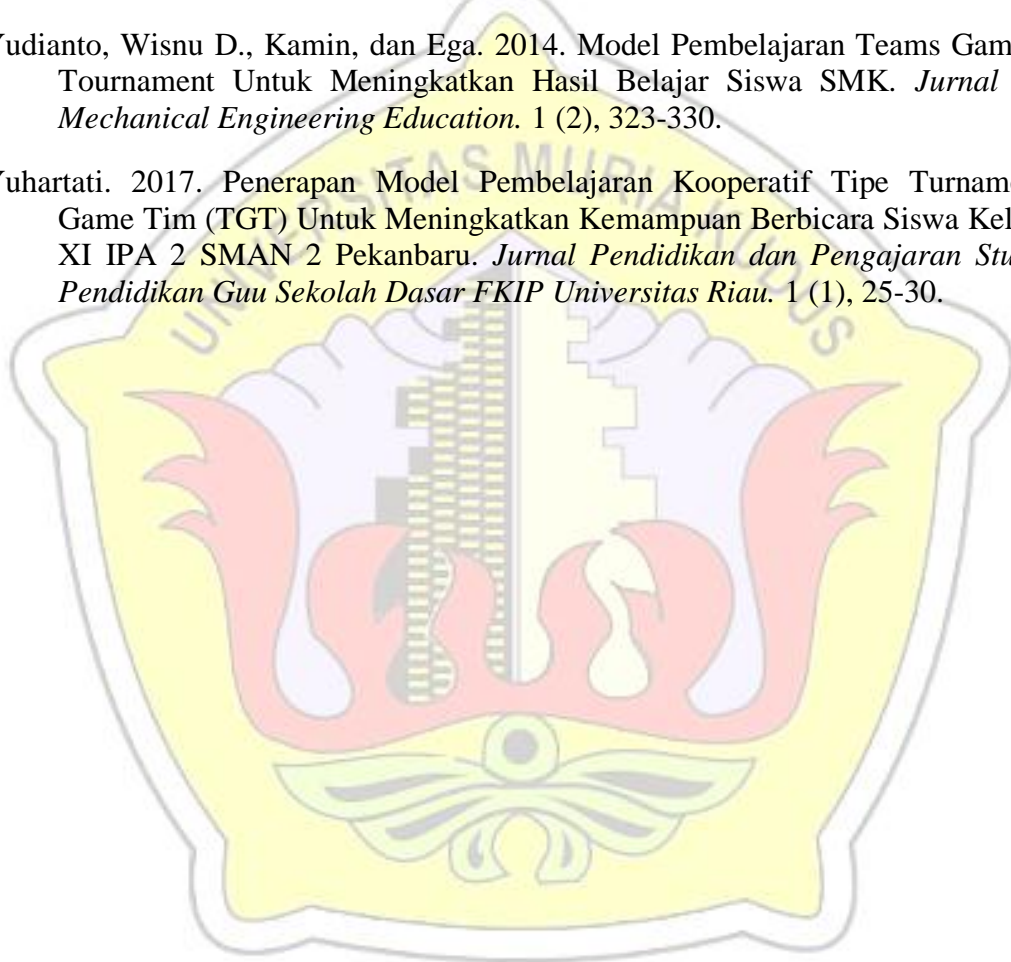 Yudianto, Wisnu D., Kamin, dan Ega. 2014. Model Pembelajaran Teams Gam
Tournament Untuk Meningkatkan Hasil Belajar Siswa SMK. Jurnal
Mechanical Engineering Education. 1 (2), 323-330.
Yuhartati. 2017. Penerapan Model Pembelajaran Kooperatif Tipe Turname
Game Tim (TGT) Untuk Meningkatkan Kemampuan Berbicara Siswa Kel
XI IPA 2 SMAN 2 Pekanbaru. Jurnal Pendidikan dan Pengajaran Stu
Pendidikan Guu Sekolah Dasar FKIP Universitas Riau. 1 (1), 25-30.
UNIVERSITAS MURIA KUDUS